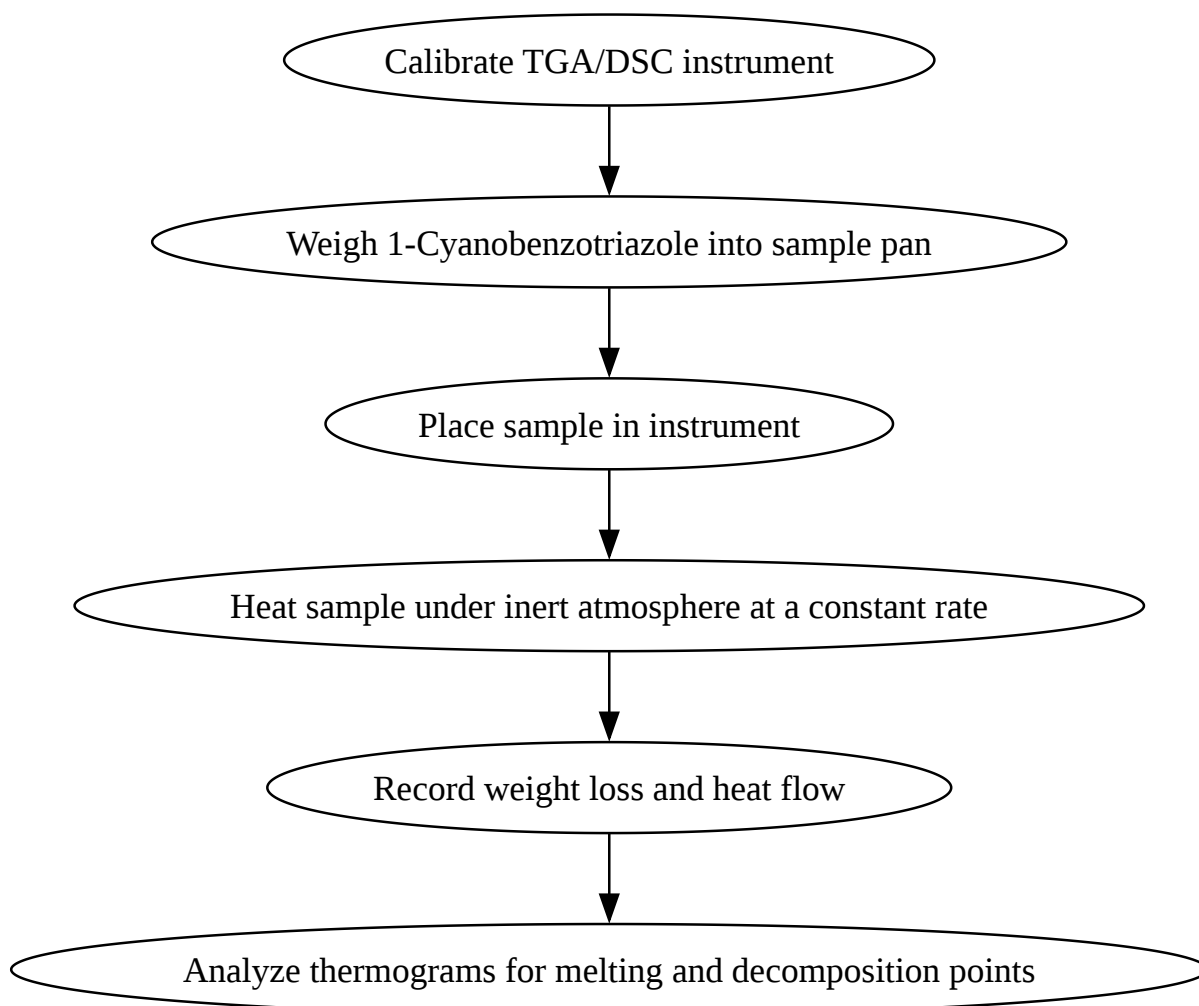 Calibrate TGA/DSC instrument
Weigh 1-Cyanobenzotriazole into sample pan
Place sample in instrument
Heat sample under inert atmosphere at a constant rate
Record weight loss and heat flow
Analyze thermograms for melting and decomposition points